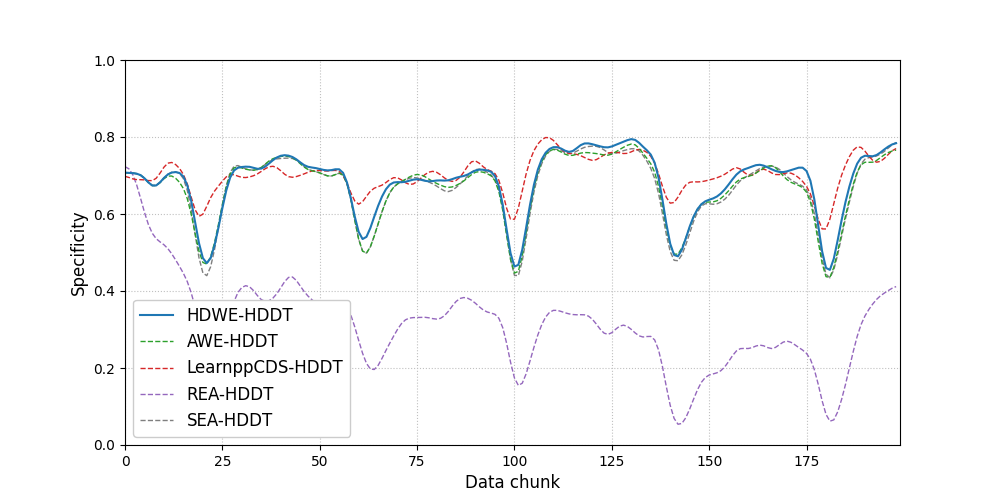 1.0
0.8
0.6
0.4
0.2
0.0
Specificity
HDWE-HDDT
AWE-HDDT
LearnppCDS-HDDT
REA-HDDT
SEA-HDDT
0 25 50 75 100 125 150 175
Data chunk